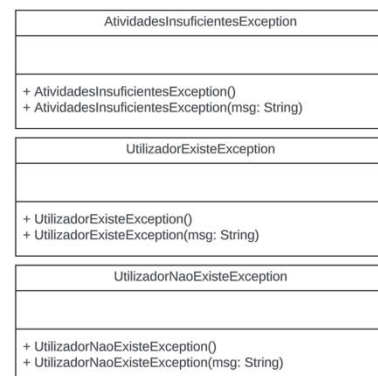 AtividadesInsuficientesException
+ AtividadesInsuficientesException()
+ AtividadesInsuficientesException(msg: String)
UtilizadorExisteException
+ UtilizadorExisteException()
+ UtilizadorExisteException(msg: String)
UtilizadorNaoExisteException
+ UtilizadorNaoExisteException()
+ UtilizadorNaoExisteException(msg: String)